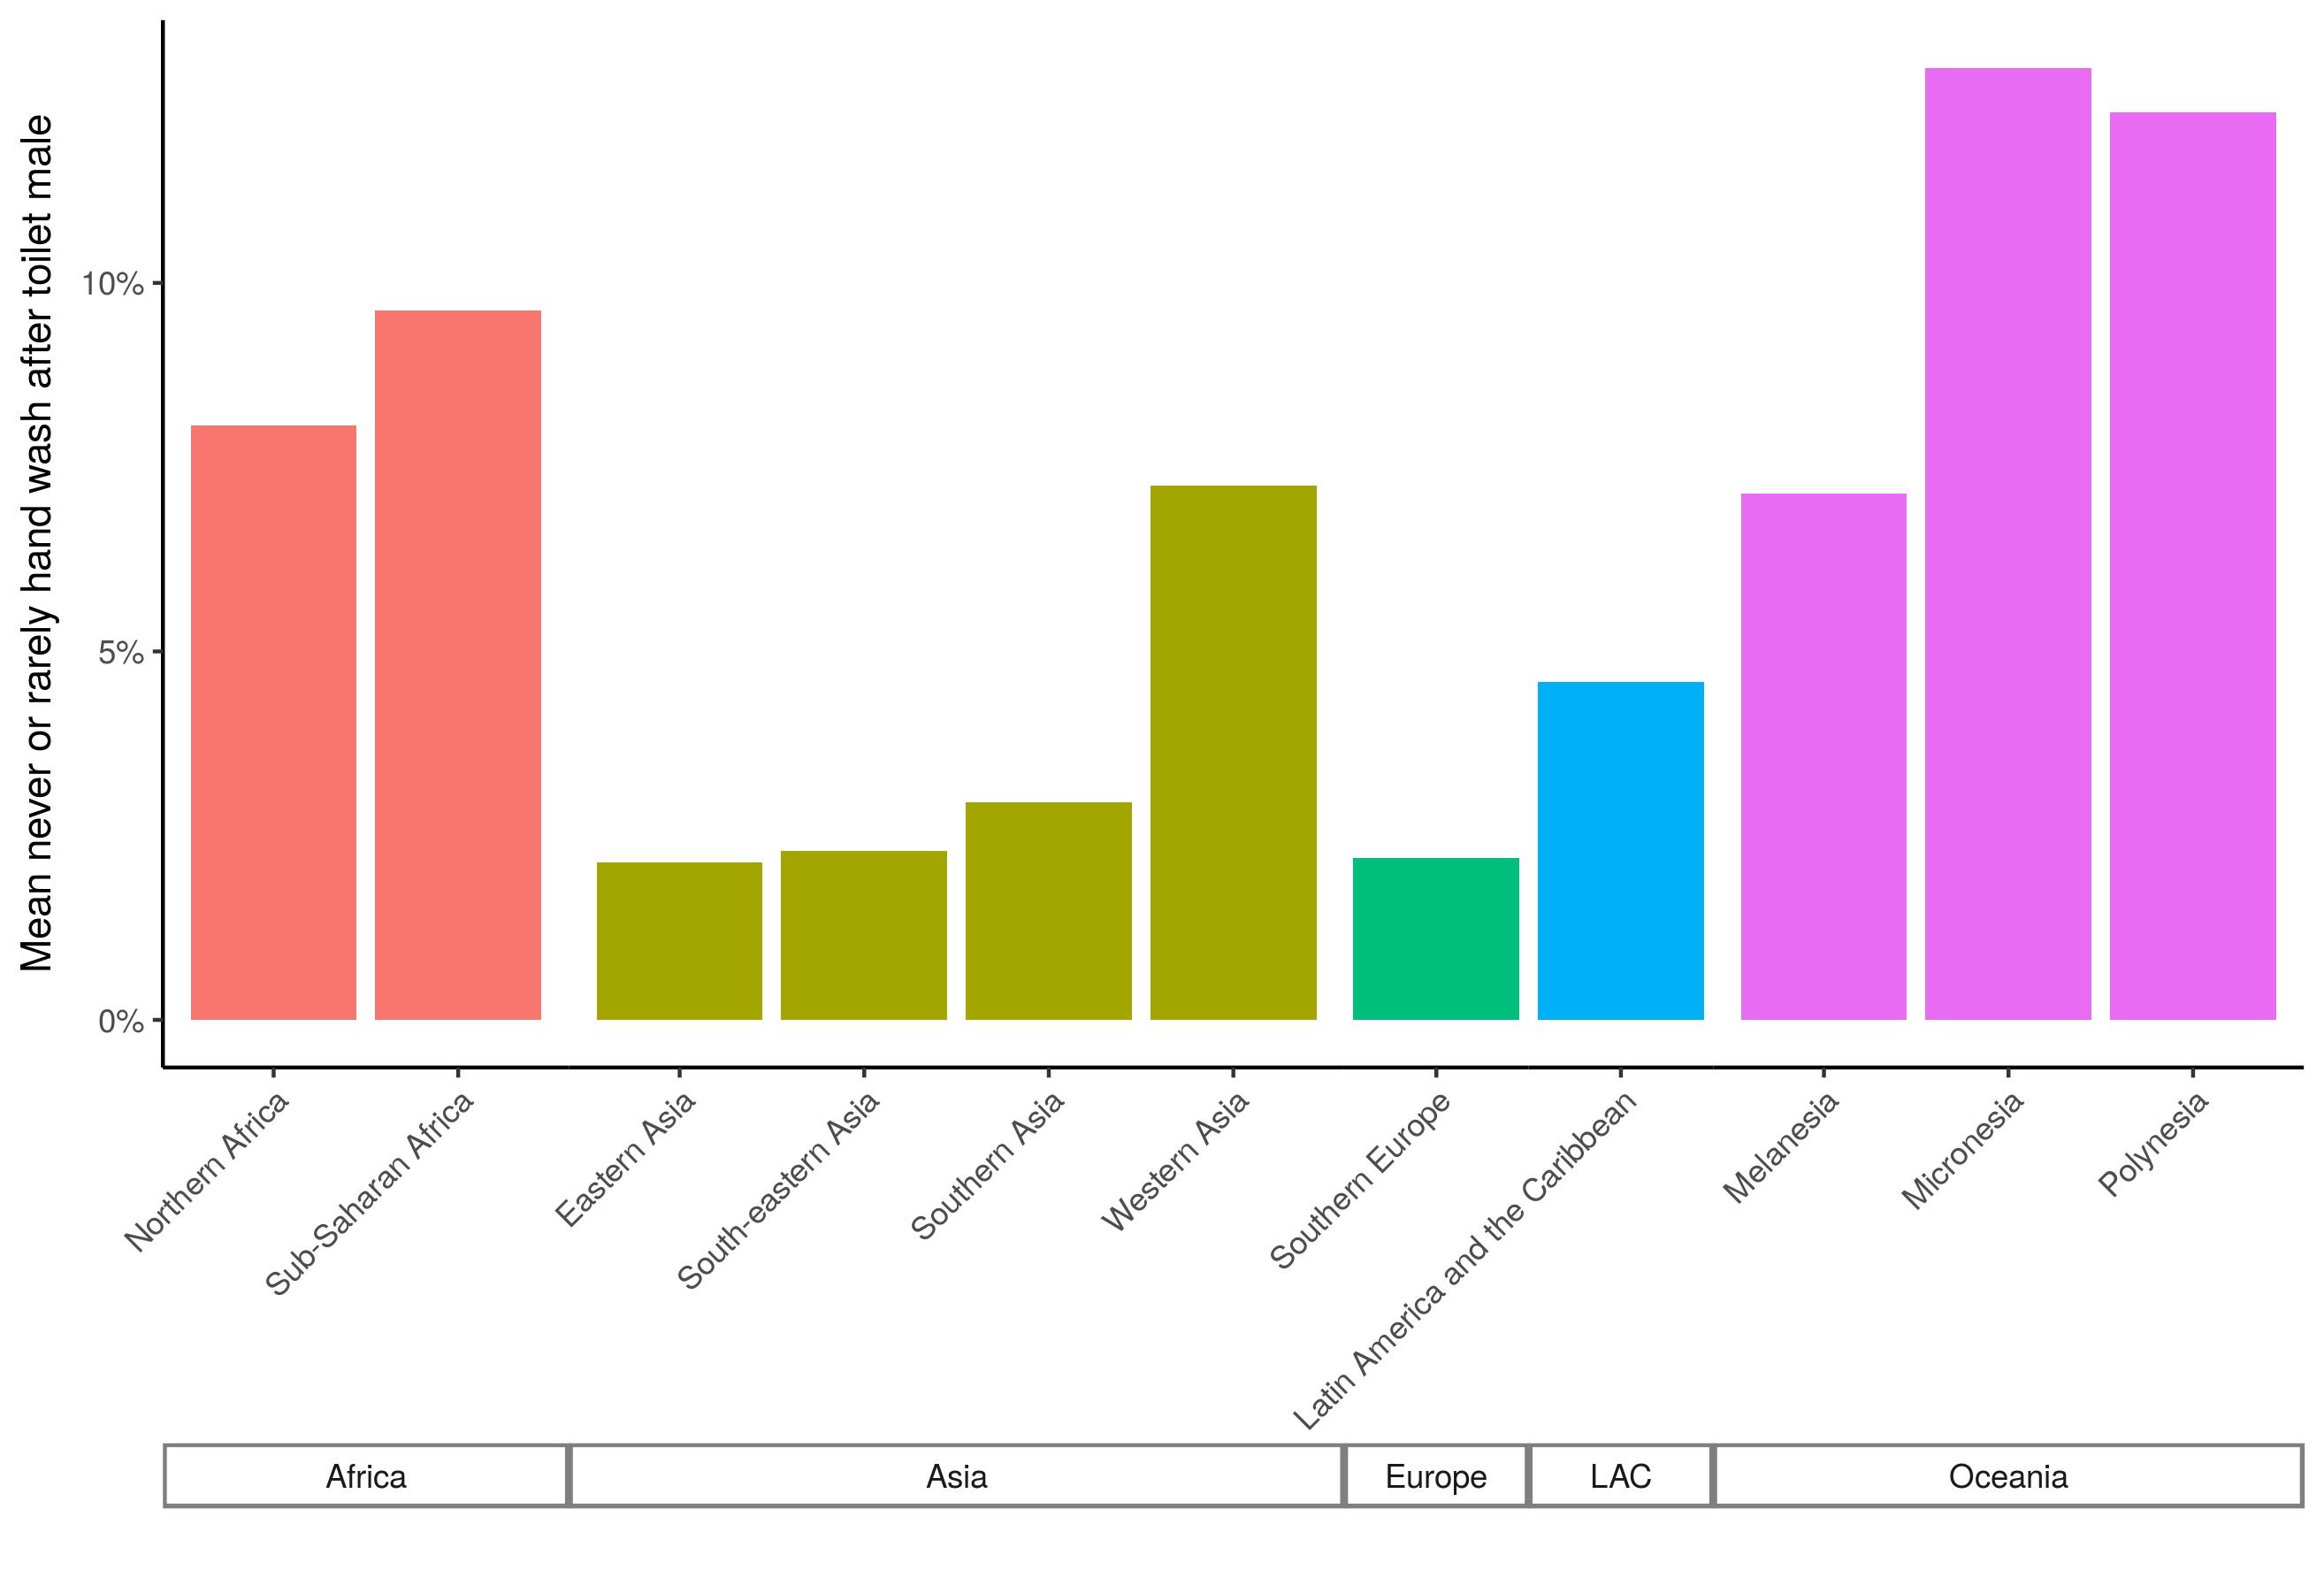 Mean never or rarely hand wash after toilet male
10%
5%
0%
Northern Africa
Sub-Saharan Africa
Eastern Asia
South-eastern Asia
Southern Asia
Western Asia
Southern Europe
Latin America and the Caribbean
Melanesia
Micronesia
Polynesia
Africa
Asia
Europe
LAC
Oceania